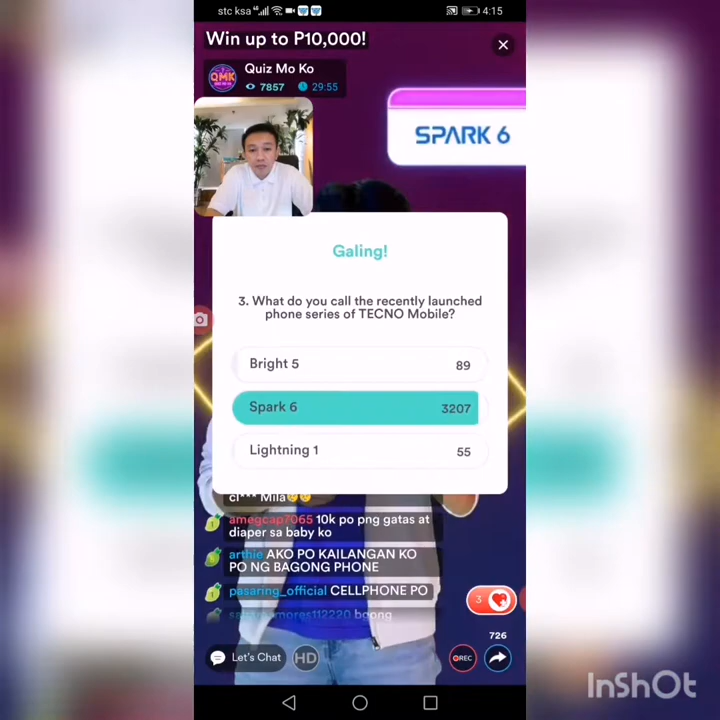 stc ksa
4:15
Win up to P10,000!
QMK
Quiz Mo Ko
7857
29:55
SPARK 6
Galing!
3. What do you call the recently launched
phone series of TECNO Mobile?
Bright 5
89
Spark 6
3207
Lightning 1
55
cl*** Mila
amegcap7065 10k po png gatas at
diaper sa baby ko
arthie AKO PO KAILANGAN KO
PO NG BAGONG PHONE
pasaring_official CELLPHONE PO
3
726
Let's Chat
HD
REC
InShOt